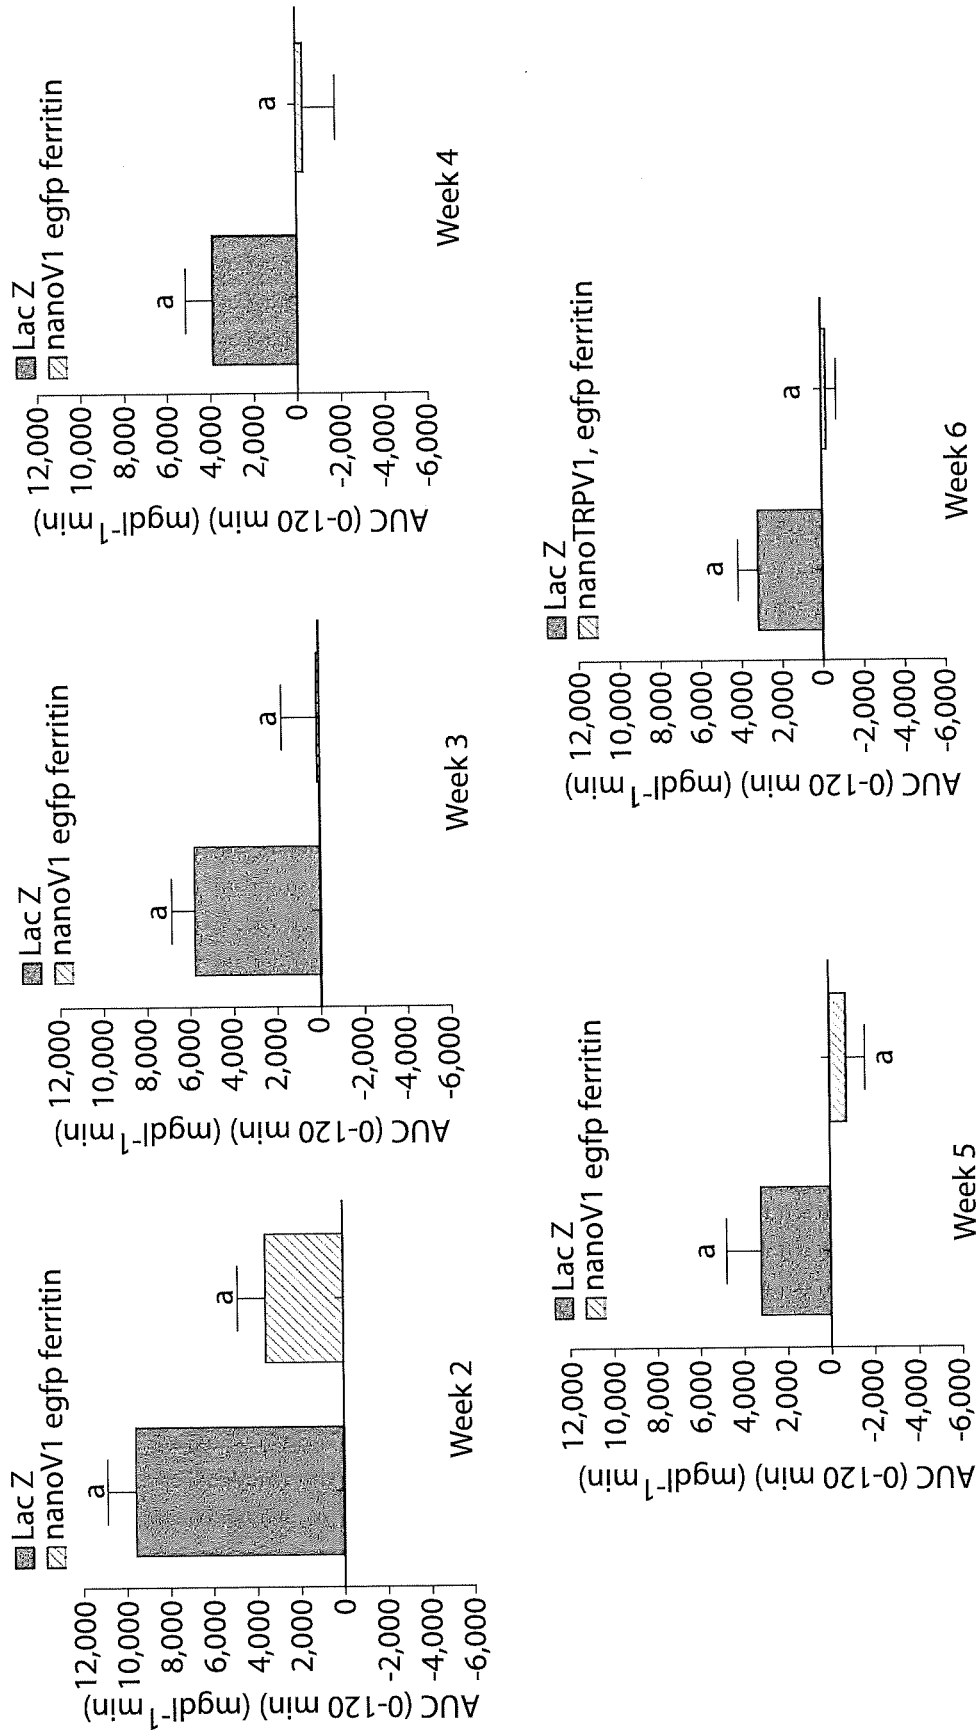 Lac Z
nanoV1 egfp ferritin
12,000
10,000
8,000
6,000
4,000
2,000
0
-2,000
-4,000
-6,000
AUC (0-120 min) (mgdl⁻¹min)
a
a
Week 2
Lac Z
nanoV1 egfp ferritin
12,000
10,000
8,000
6,000
4,000
2,000
0
-2,000
-4,000
-6,000
AUC (0-120 min) (mgdl⁻¹min)
a
a
Week 3
Lac Z
nanoV1 egfp ferritin
12,000
10,000
8,000
6,000
4,000
2,000
0
-2,000
-4,000
-6,000
AUC (0-120 min) (mgdl⁻¹min)
a
a
Week 4
Lac Z
nanoV1 egfp ferritin
12,000
10,000
8,000
6,000
4,000
2,000
0
-2,000
-4,000
-6,000
AUC (0-120 min) (mgdl⁻¹min)
a
a
Week 5
Lac Z
nanoTRPV1, egfp ferritin
12,000
10,000
8,000
6,000
4,000
2,000
0
-2,000
-4,000
-6,000
AUC (0-120 min) (mgdl⁻¹min)
a
a
Week 6